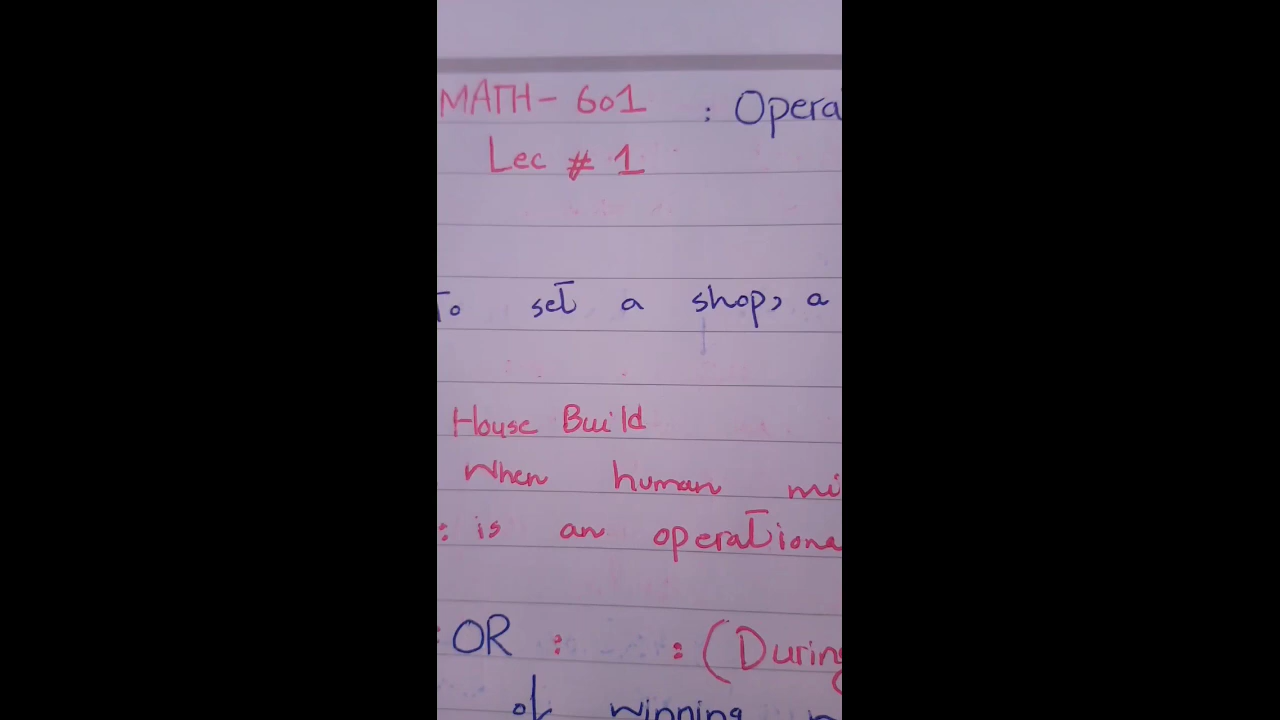 MATH- 601 : Opera
Lec # 1
To set a shop, a
House Build
When human mi
: is an operationa
: OR : : (During
of winning